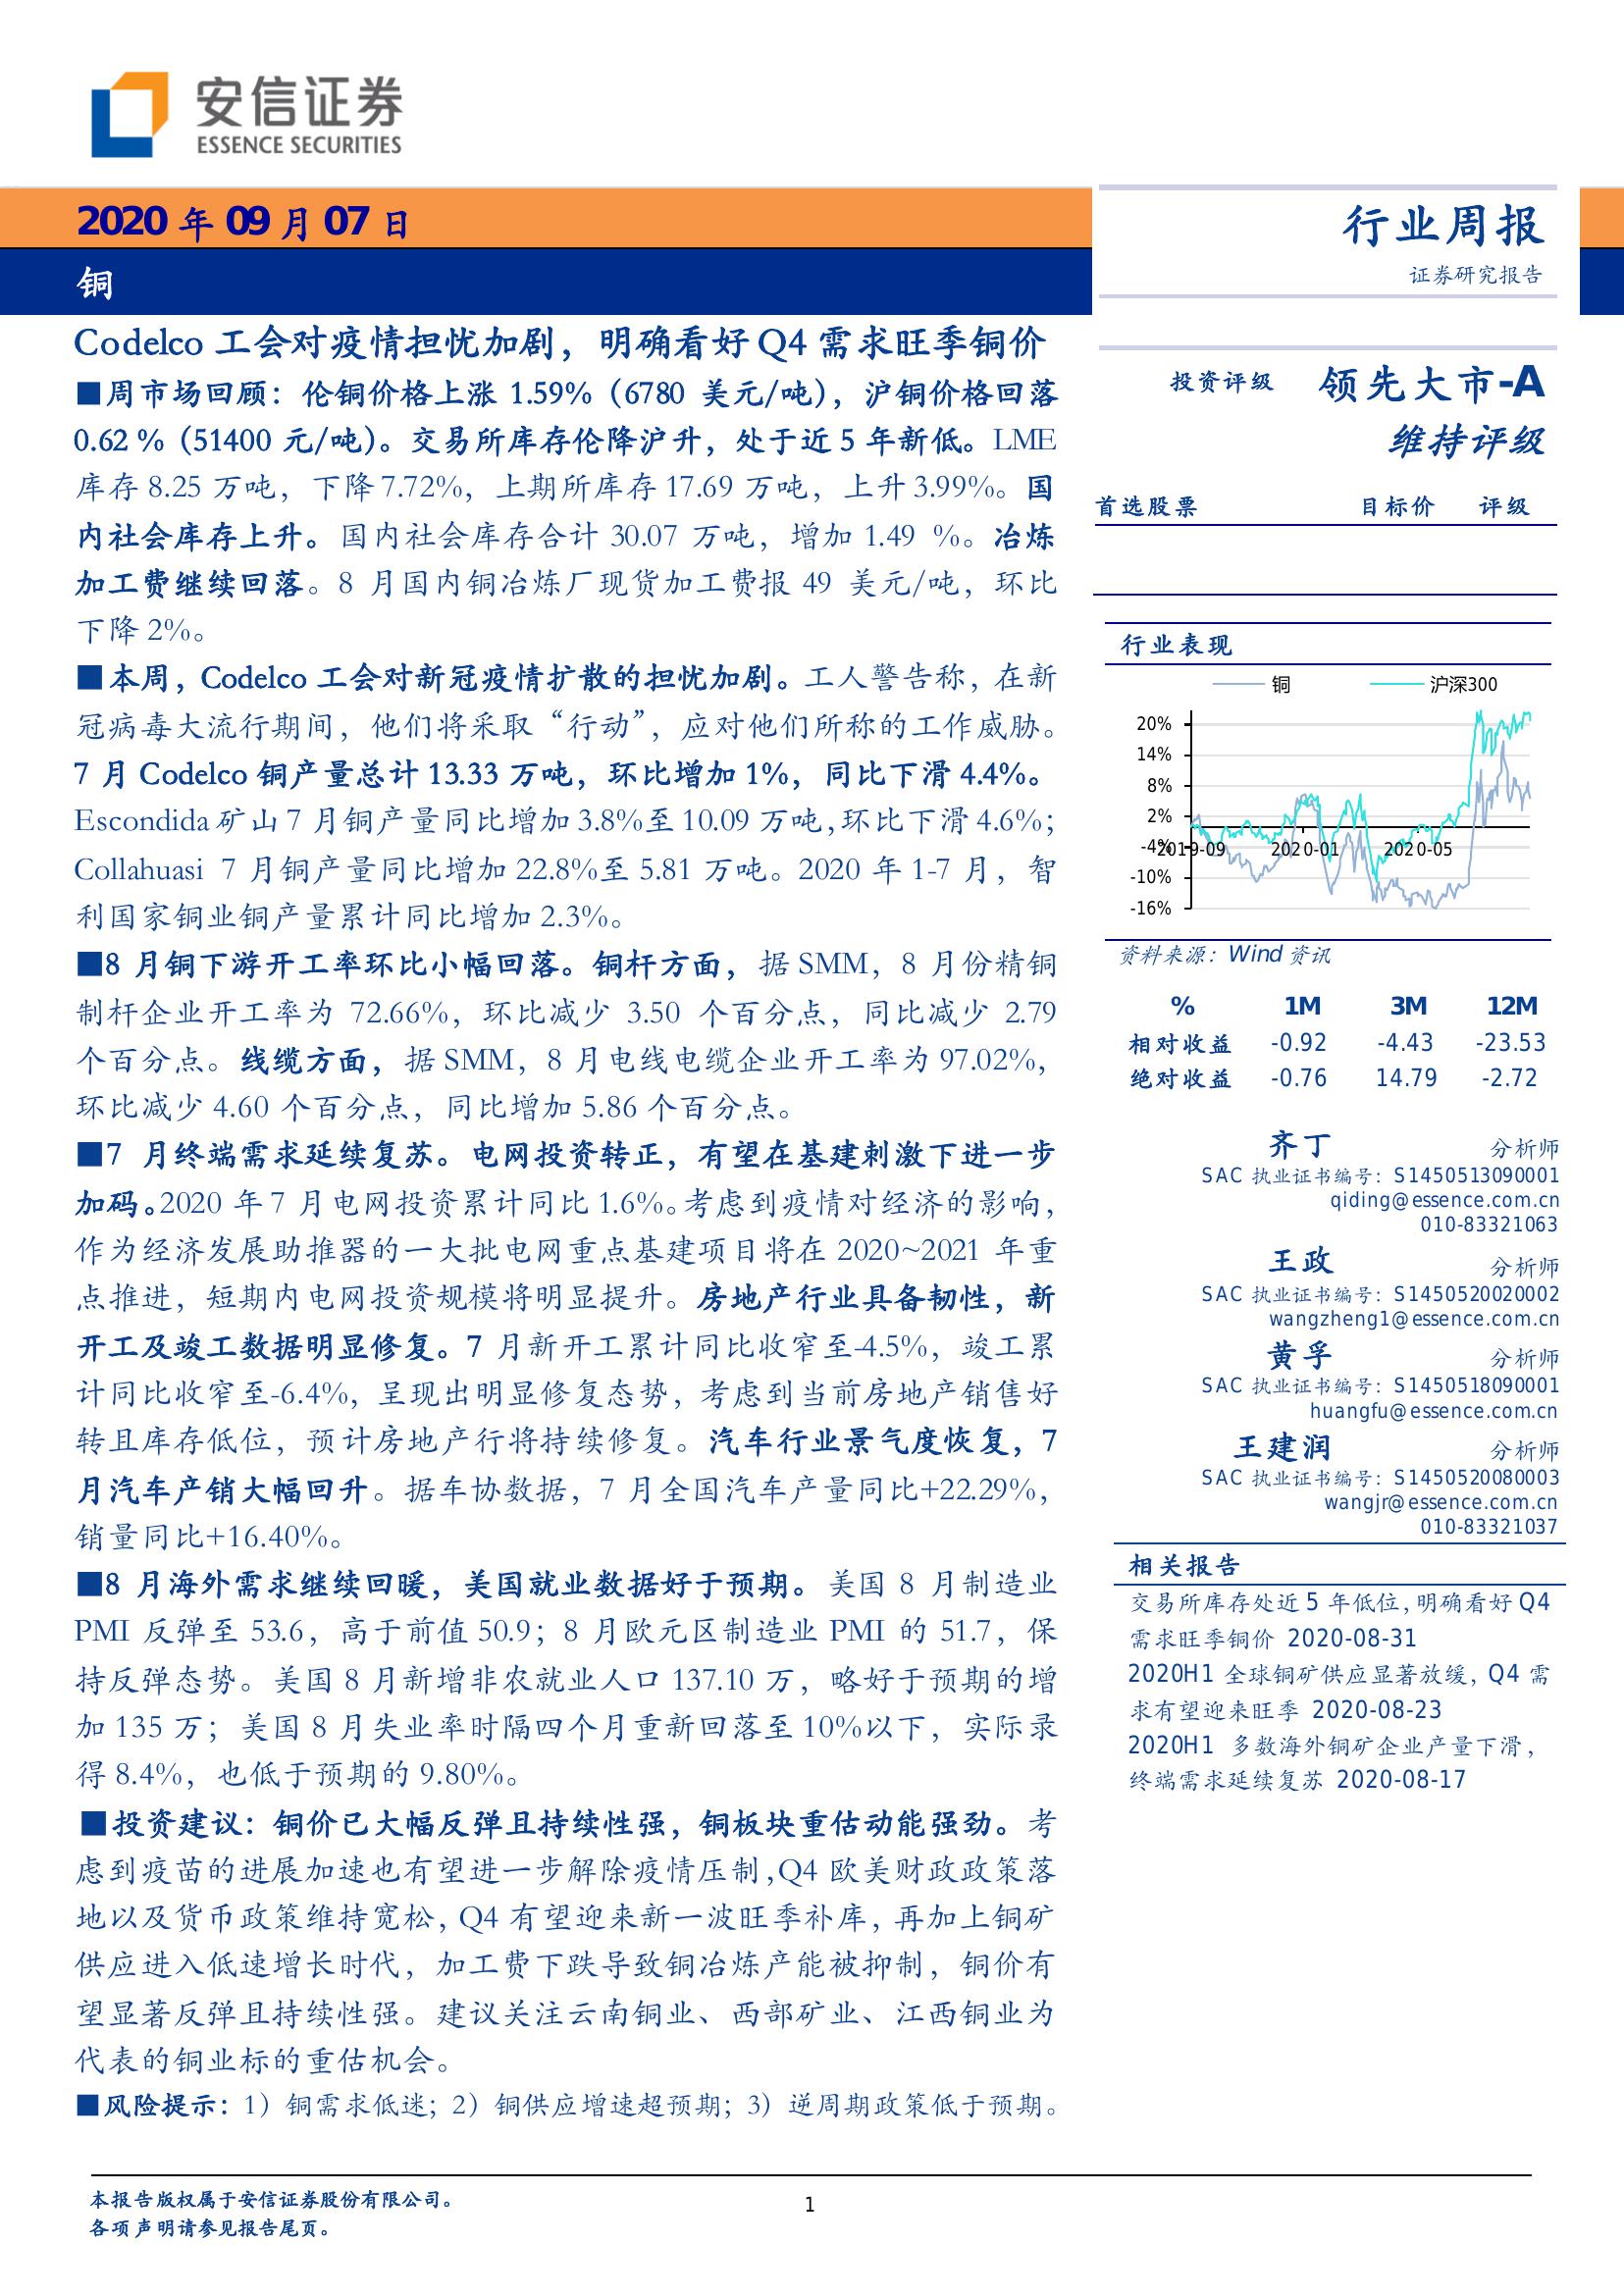 安信证券
ESSENCE SECURITIES
2020 年 09 月 07 日
铜
行业周报
证券研究报告
Codelco 工会对疫情担忧加剧，明确看好 Q4 需求旺季铜价
■周市场回顾：伦铜价格上涨 1.59%（6780 美元/吨），沪铜价格回落
0.62 %（51400 元/吨）。交易所库存伦降沪升，处于近 5 年新低。LME
库存 8.25 万吨，下降 7.72%，上期所库存 17.69 万吨，上升 3.99%。国
内社会库存上升。国内社会库存合计 30.07 万吨，增加 1.49 %。冶炼
加工费继续回落。8 月国内铜冶炼厂现货加工费报 49 美元/吨，环比
下降 2%。
■本周，Codelco 工会对新冠疫情扩散的担忧加剧。工人警告称，在新
冠病毒大流行期间，他们将采取“行动”，应对他们所称的工作威胁。
7 月 Codelco 铜产量总计 13.33 万吨，环比增加 1%，同比下滑 4.4%。
Escondida 矿山 7 月铜产量同比增加 3.8%至 10.09 万吨,环比下滑 4.6%；
Collahuasi 7 月铜产量同比增加 22.8%至 5.81 万吨。2020 年 1-7 月，智
利国家铜业铜产量累计同比增加 2.3%。
■8 月铜下游开工率环比小幅回落。铜杆方面，据 SMM，8 月份精铜
制杆企业开工率为 72.66%，环比减少 3.50 个百分点，同比减少 2.79
个百分点。线缆方面，据 SMM，8 月电线电缆企业开工率为 97.02%，
环比减少 4.60 个百分点，同比增加 5.86 个百分点。
■7 月终端需求延续复苏。电网投资转正，有望在基建刺激下进一步
加码。2020 年 7 月电网投资累计同比 1.6%。考虑到疫情对经济的影响，
作为经济发展助推器的一大批电网重点基建项目将在 2020~2021 年重
点推进，短期内电网投资规模将明显提升。房地产行业具备韧性，新
开工及竣工数据明显修复。7 月新开工累计同比收窄至-4.5%，竣工累
计同比收窄至-6.4%，呈现出明显修复态势，考虑到当前房地产销售好
转且库存低位，预计房地产行将持续修复。汽车行业景气度恢复，7
月汽车产销大幅回升。据车协数据，7 月全国汽车产量同比+22.29%，
销量同比+16.40%。
■8 月海外需求继续回暖，美国就业数据好于预期。美国 8 月制造业
PMI 反弹至 53.6，高于前值 50.9；8 月欧元区制造业 PMI 的 51.7，保
持反弹态势。美国 8 月新增非农就业人口 137.10 万，略好于预期的增
加 135 万；美国 8 月失业率时隔四个月重新回落至 10%以下，实际录
得 8.4%，也低于预期的 9.80%。
■投资建议：铜价已大幅反弹且持续性强，铜板块重估动能强劲。考
虑到疫苗的进展加速也有望进一步解除疫情压制,Q4 欧美财政政策落
地以及货币政策维持宽松，Q4 有望迎来新一波旺季补库，再加上铜矿
供应进入低速增长时代，加工费下跌导致铜冶炼产能被抑制，铜价有
望显著反弹且持续性强。建议关注云南铜业、西部矿业、江西铜业为
代表的铜业标的重估机会。
■风险提示：1）铜需求低迷；2）铜供应增速超预期；3）逆周期政策低于预期。
投资评级 领先大市-A
维持评级
首选股票 目标价 评级
行业表现
铜 沪深300
20%
14%
8%
2%
-4%
-10%
-16%
2019-09 2020-01 2020-05
资料来源：Wind 资讯
% 1M 3M 12M
相对收益 -0.92 -4.43 -23.53
绝对收益 -0.76 14.79 -2.72
齐丁 分析师
SAC 执业证书编号：S1450513090001
qiding@essence.com.cn
010-83321063
王政 分析师
SAC 执业证书编号：S1450520020002
wangzheng1@essence.com.cn
黄孚 分析师
SAC 执业证书编号：S1450518090001
huangfu@essence.com.cn
王建润 分析师
SAC 执业证书编号：S1450520080003
wangjr@essence.com.cn
010-83321037
相关报告
交易所库存处近 5 年低位，明确看好 Q4
需求旺季铜价 2020-08-31
2020H1 全球铜矿供应显著放缓，Q4 需
求有望迎来旺季 2020-08-23
2020H1 多数海外铜矿企业产量下滑，
终端需求延续复苏 2020-08-17
本报告版权属于安信证券股份有限公司。
各项声明请参见报告尾页。
1